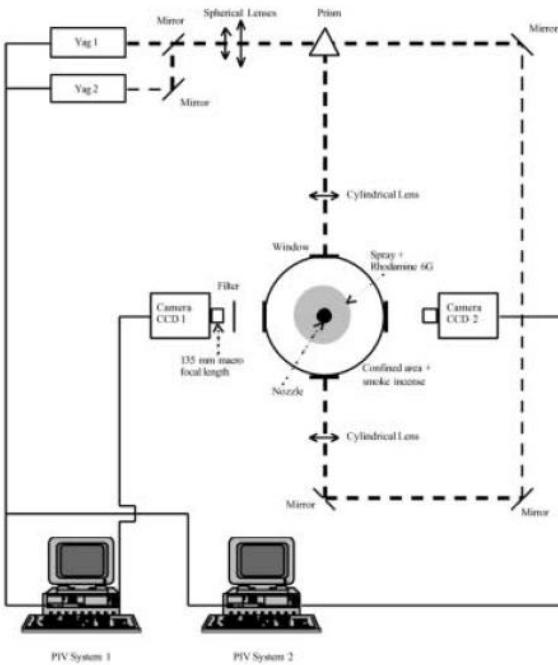 Spherical Lenses
Prism
Mirror
Mirror
Yag 1
Yag 2
Mirror
Cylindrical Lens
Window
Spray +
Rhodamine 6G
Filter
Camera
CCD 1
Camera
CCD 2
135 mm macro
focal length
Nozzle
Confined area +
smoke incense
Cylindrical Lens
Mirror
Mirror
PIV System 1
PIV System 2